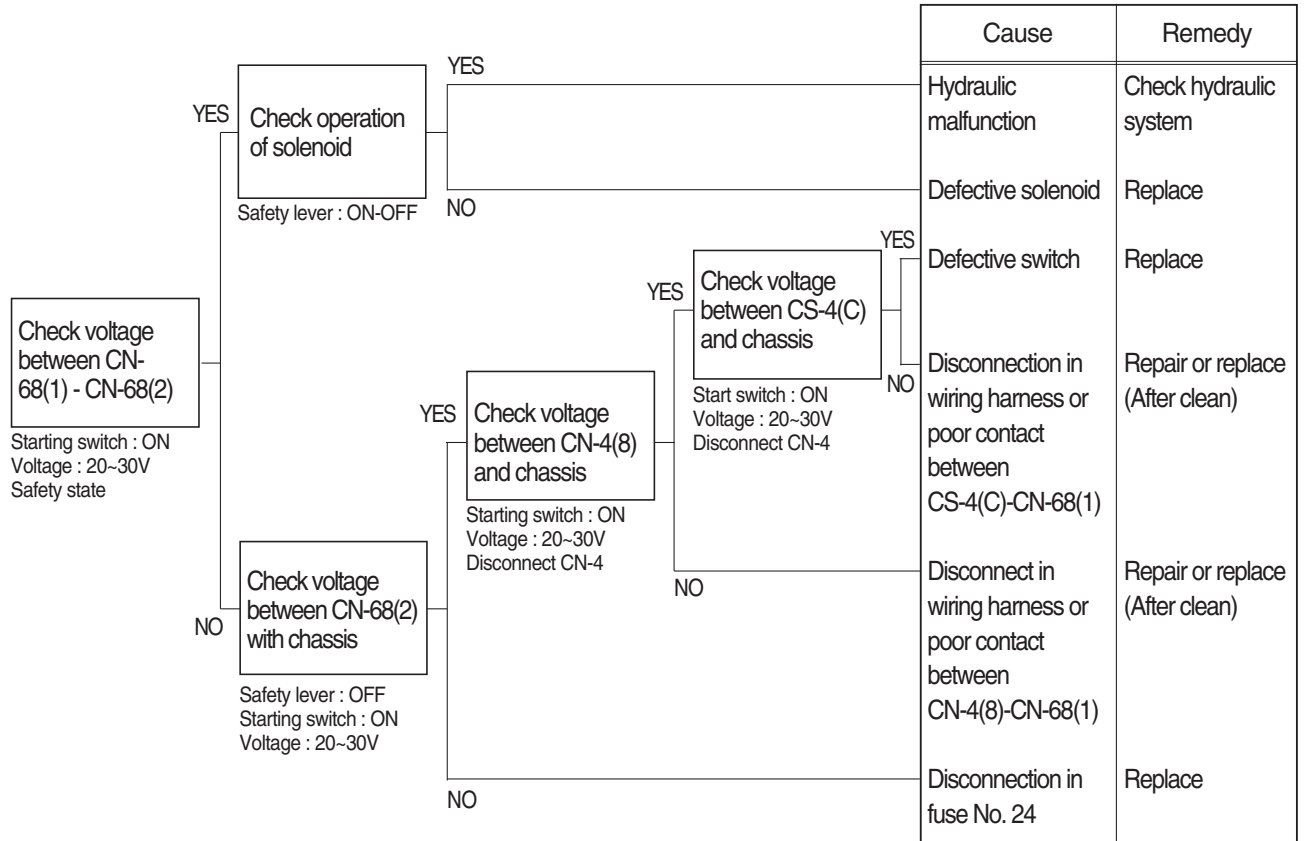 Cause
Remedy
YES
Hydraulic
malfunction
Check hydraulic
system
YES
Check operation
of solenoid
Safety lever : ON-OFF
NO
Defective solenoid
Replace
YES
Defective switch
Replace
YES
Check voltage
between CS-4(C)
and chassis
NO
Start switch : ON
Voltage : 20~30V
Disconnect CN-4
Disconnection in
wiring harness or
poor contact
between
CS-4(C)-CN-68(1)
Repair or replace
(After clean)
Check voltage
between CN-
68(1) - CN-68(2)
Starting switch : ON
Voltage : 20~30V
Safety state
YES
Check voltage
between CN-4(8)
and chassis
Starting switch : ON
Voltage : 20~30V
Disconnect CN-4
NO
Disconnect in
wiring harness or
poor contact
between
CN-4(8)-CN-68(1)
Repair or replace
(After clean)
NO
Check voltage
between CN-68(2)
with chassis
Safety lever : OFF
Starting switch : ON
Voltage : 20~30V
NO
Disconnection in
fuse No. 24
Replace